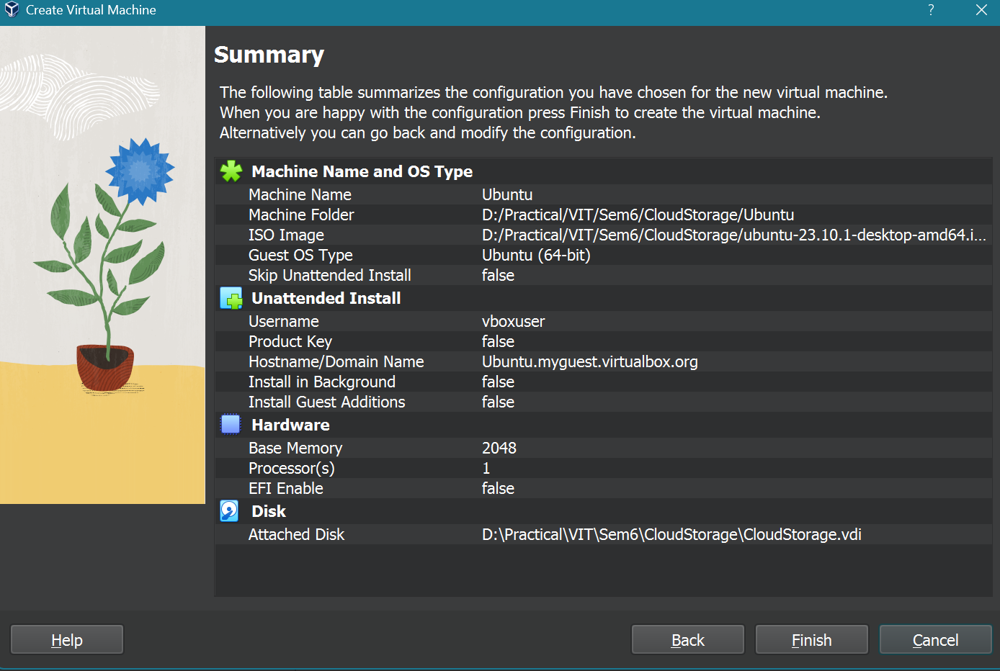 Create Virtual Machine ?
Summary
The following table summarizes the configuration you have chosen for the new virtual machine.
When you are happy with the configuration press Finish to create the virtual machine.
Alternatively you can go back and modify the configuration.
Machine Name and OS Type
Machine Name Ubuntu
Machine Folder D:/Practical/VIT/Sem6/CloudStorage/Ubuntu
ISO Image D:/Practical/VIT/Sem6/CloudStorage/ubuntu-23.10.1-desktop-amd64.i...
Guest OS Type Ubuntu (64-bit)
Skip Unattended Install false
Unattended Install
Username vboxuser
Product Key false
Hostname/Domain Name Ubuntu.myguest.virtualbox.org
Install in Background false
Install Guest Additions false
Hardware
Base Memory 2048
Processor(s) 1
EFI Enable false
Disk
Attached Disk D:\Practical\VIT\Sem6\CloudStorage\CloudStorage.vdi
Help Back Finish Cancel